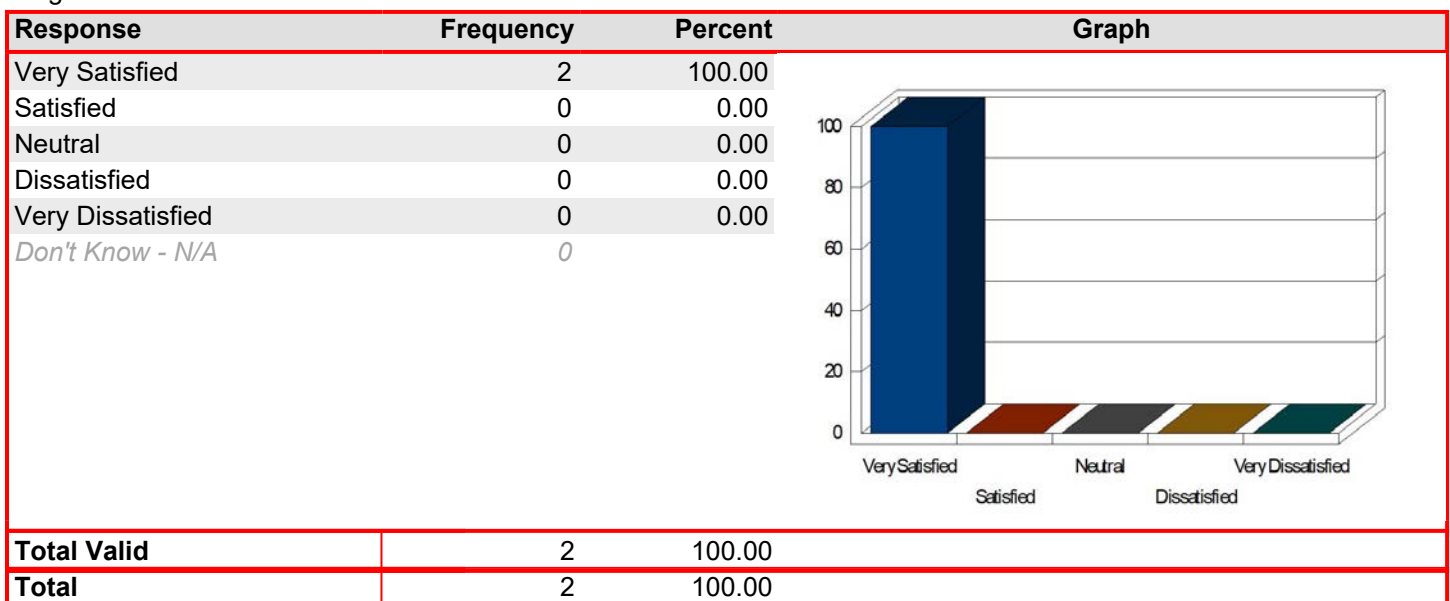 Response Frequency Percent Graph
Very Satisfied 2 100.00
Satisfied 0 0.00
Neutral 0 0.00
Dissatisfied 0 0.00
Very Dissatisfied 0 0.00
Don't Know - N/A 0
100
80
60
40
20
0
Very Satisfied Neutral Very Dissatisfied
Satisfied Dissatisfied
Total Valid 2 100.00
Total 2 100.00